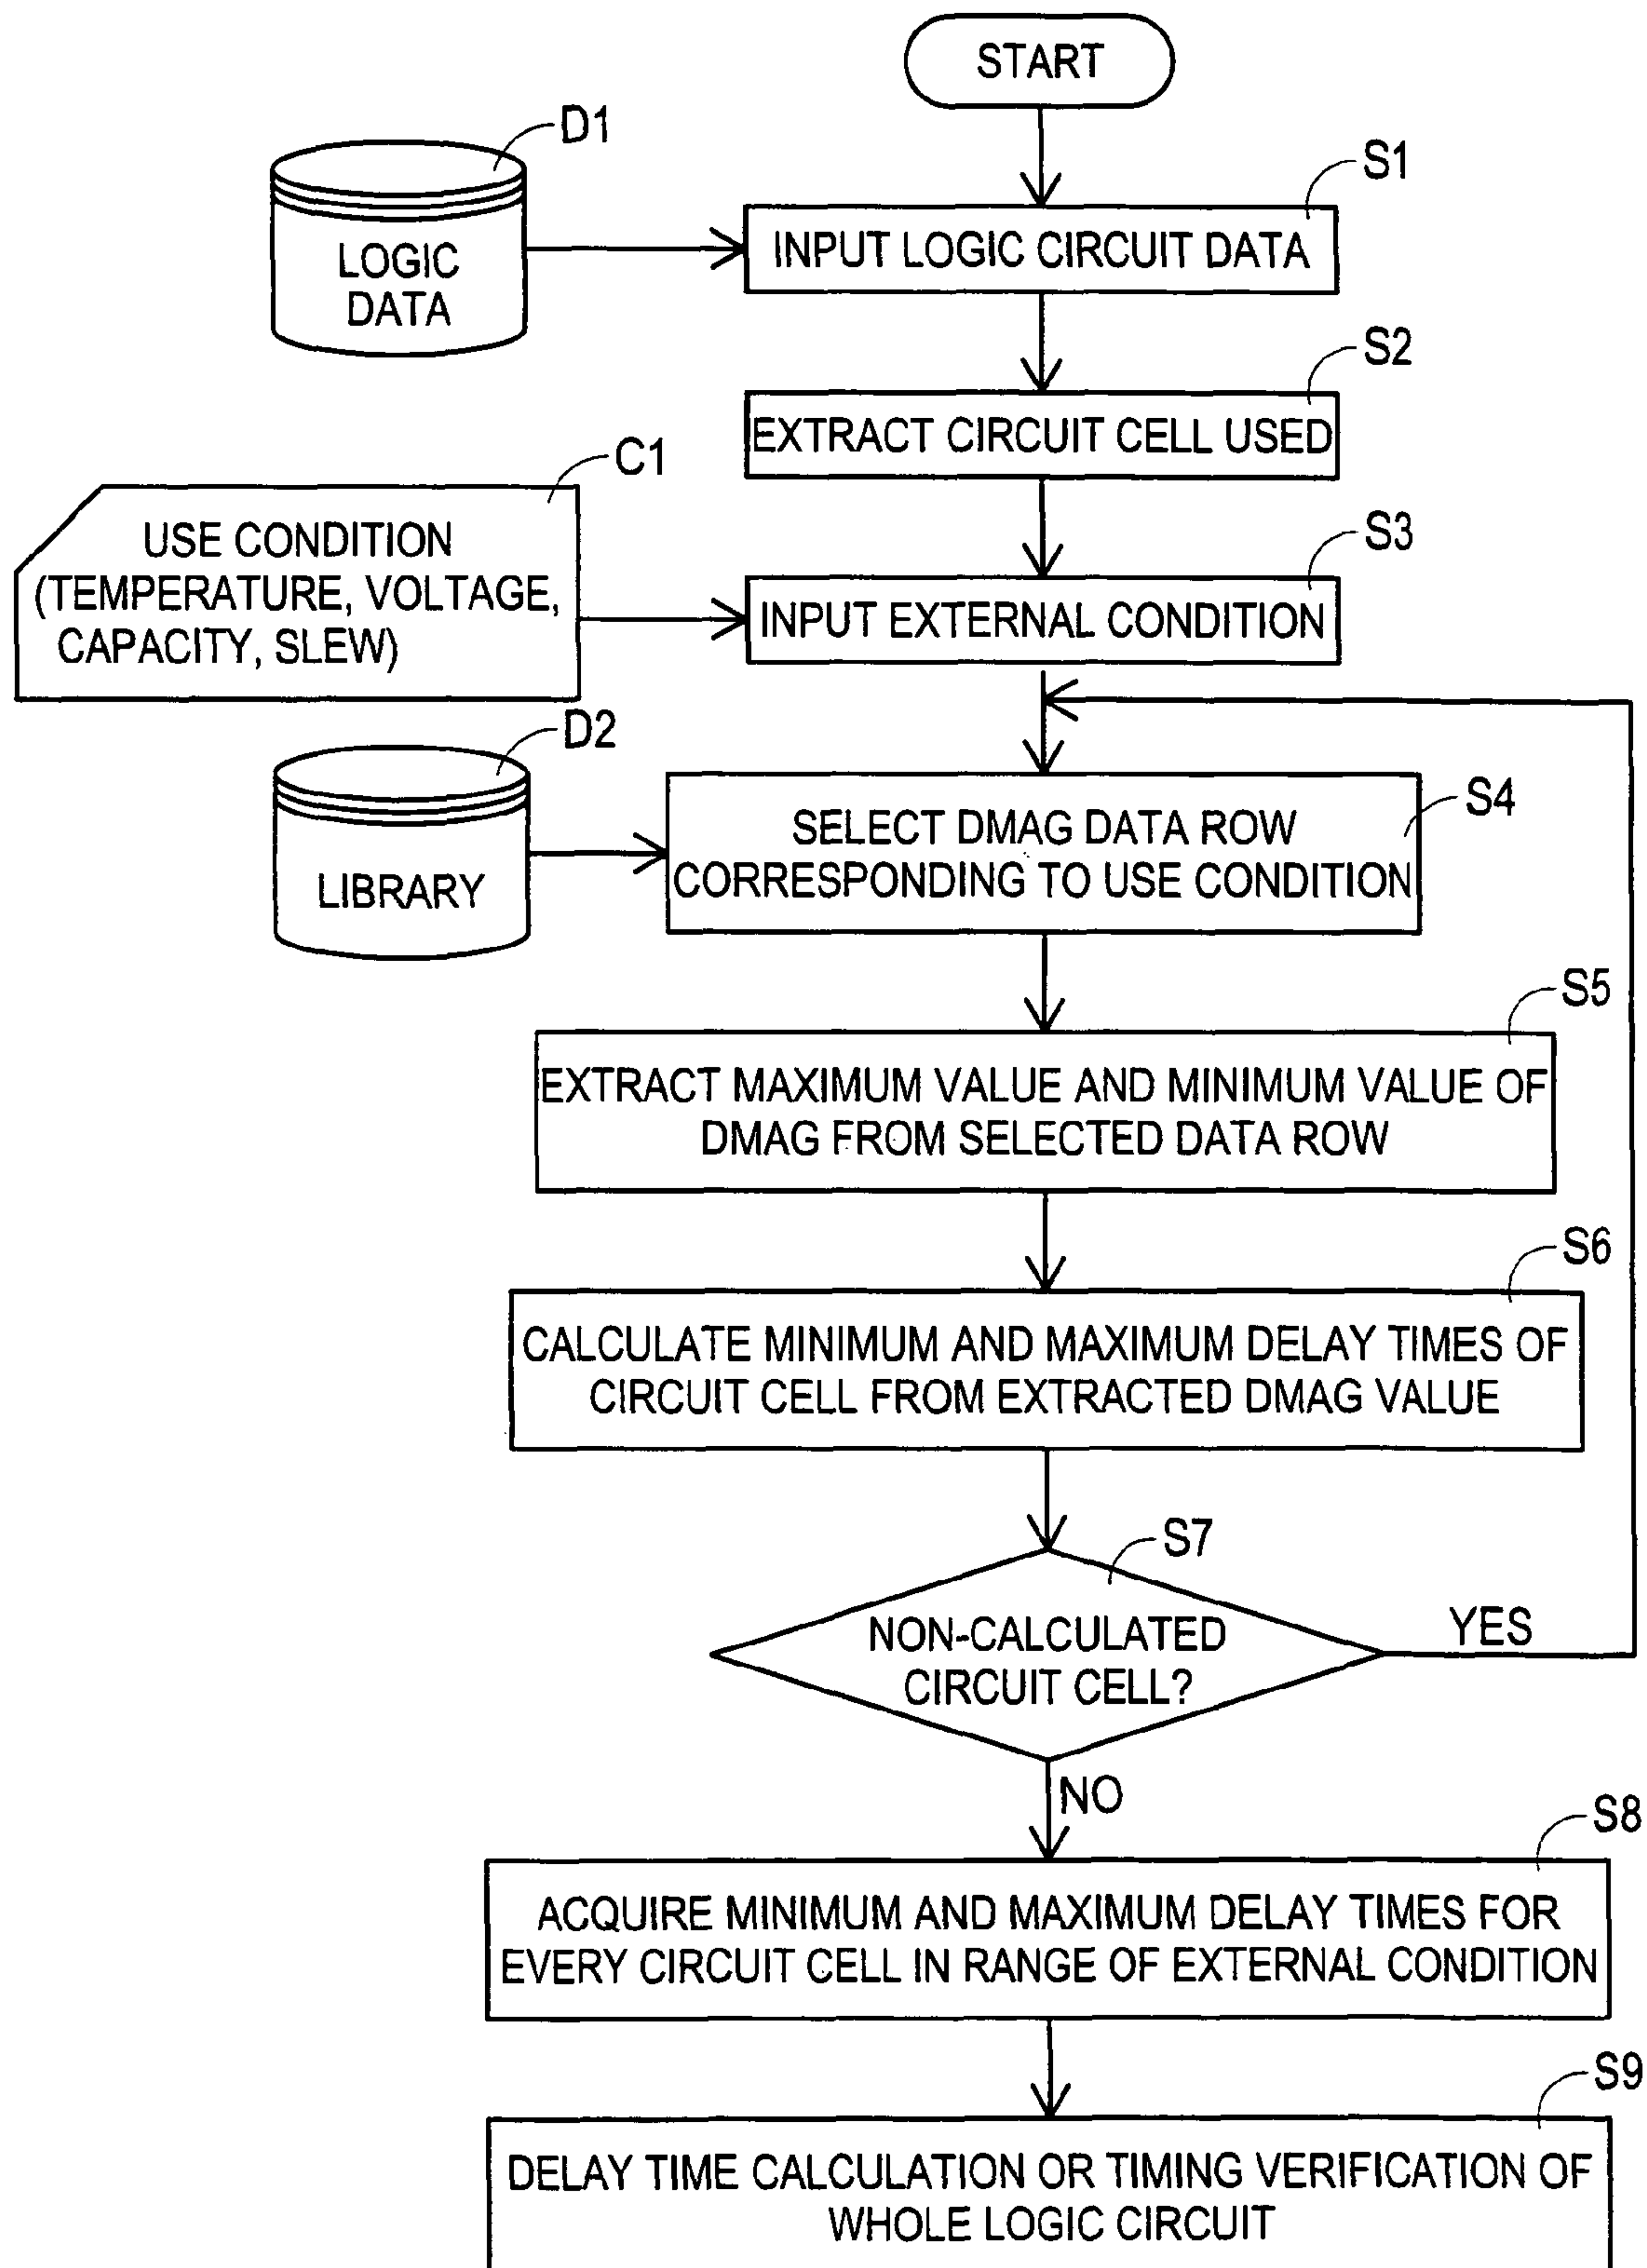 START
D1
S1
LOGIC
DATA
INPUT LOGIC CIRCUIT DATA
S2
EXTRACT CIRCUIT CELL USED
C1
USE CONDITION
(TEMPERATURE, VOLTAGE,
CAPACITY, SLEW)
S3
INPUT EXTERNAL CONDITION
D2
LIBRARY
S4
SELECT DMAG DATA ROW
CORRESPONDING TO USE CONDITION
S5
EXTRACT MAXIMUM VALUE AND MINIMUM VALUE OF
DMAG FROM SELECTED DATA ROW
S6
CALCULATE MINIMUM AND MAXIMUM DELAY TIMES OF
CIRCUIT CELL FROM EXTRACTED DMAG VALUE
S7
NON-CALCULATED
CIRCUIT CELL?
YES
NO
S8
ACQUIRE MINIMUM AND MAXIMUM DELAY TIMES FOR
EVERY CIRCUIT CELL IN RANGE OF EXTERNAL CONDITION
S9
DELAY TIME CALCULATION OR TIMING VERIFICATION OF
WHOLE LOGIC CIRCUIT